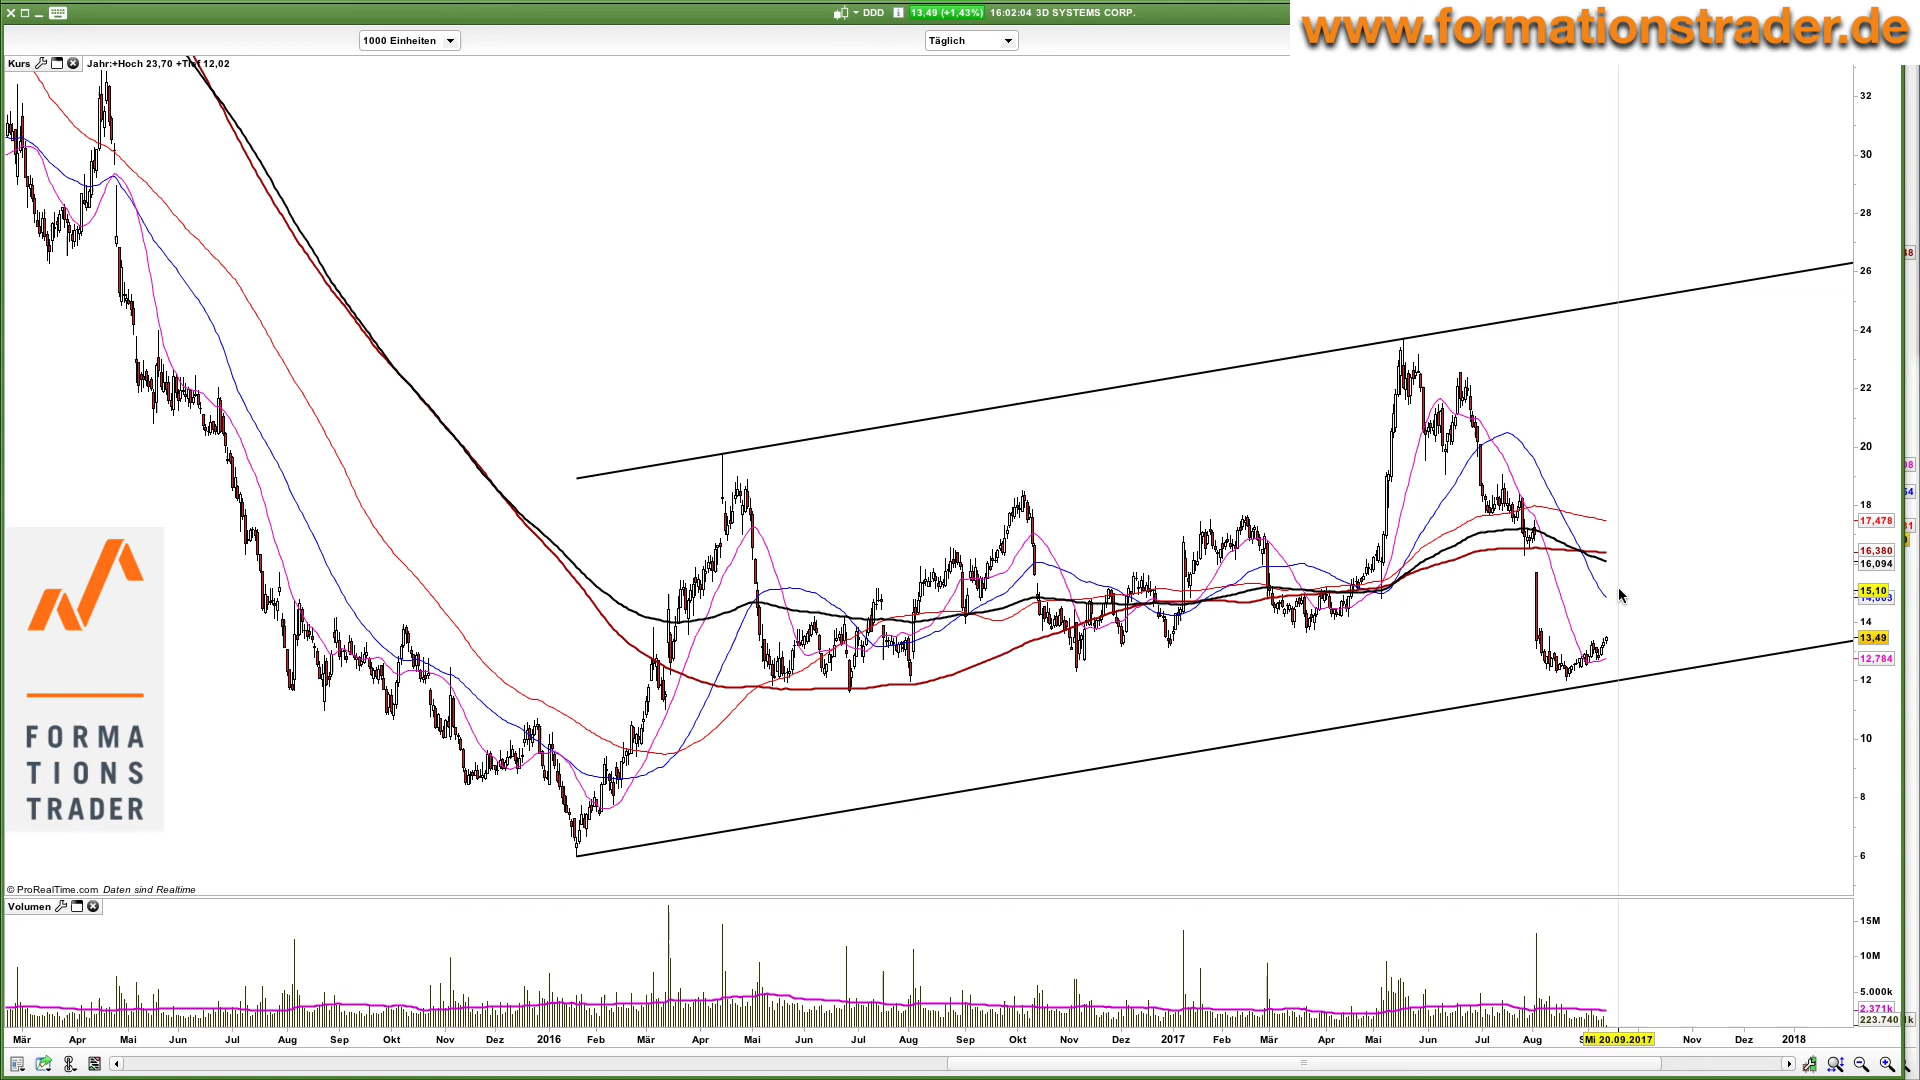 DDD 13,49 (+1,43%) 16:02:04 3D SYSTEMS CORP.
www.formationstrader.de
1000 Einheiten
Täglich
Kurs Jahr:+Hoch 23,70 +Tief 12,02
32
30
28
26
24
22
20
18
17,478
16,380
16,094
15,10
14
13,49
12,784
12
10
8
6
FORMA
TIONS
TRADER
© ProRealTime.com Daten sind Realtime
Volumen
15M
10M
5.000k
2.371k
223.740
Mär Apr Mai Jun Jul Aug Sep Okt Nov Dez 2016 Feb Mär Apr Mai Jun Jul Aug Sep Okt Nov Dez 2017 Feb Mär Apr Mai Jun Jul Aug Mi 20.09.2017 Nov Dez 2018